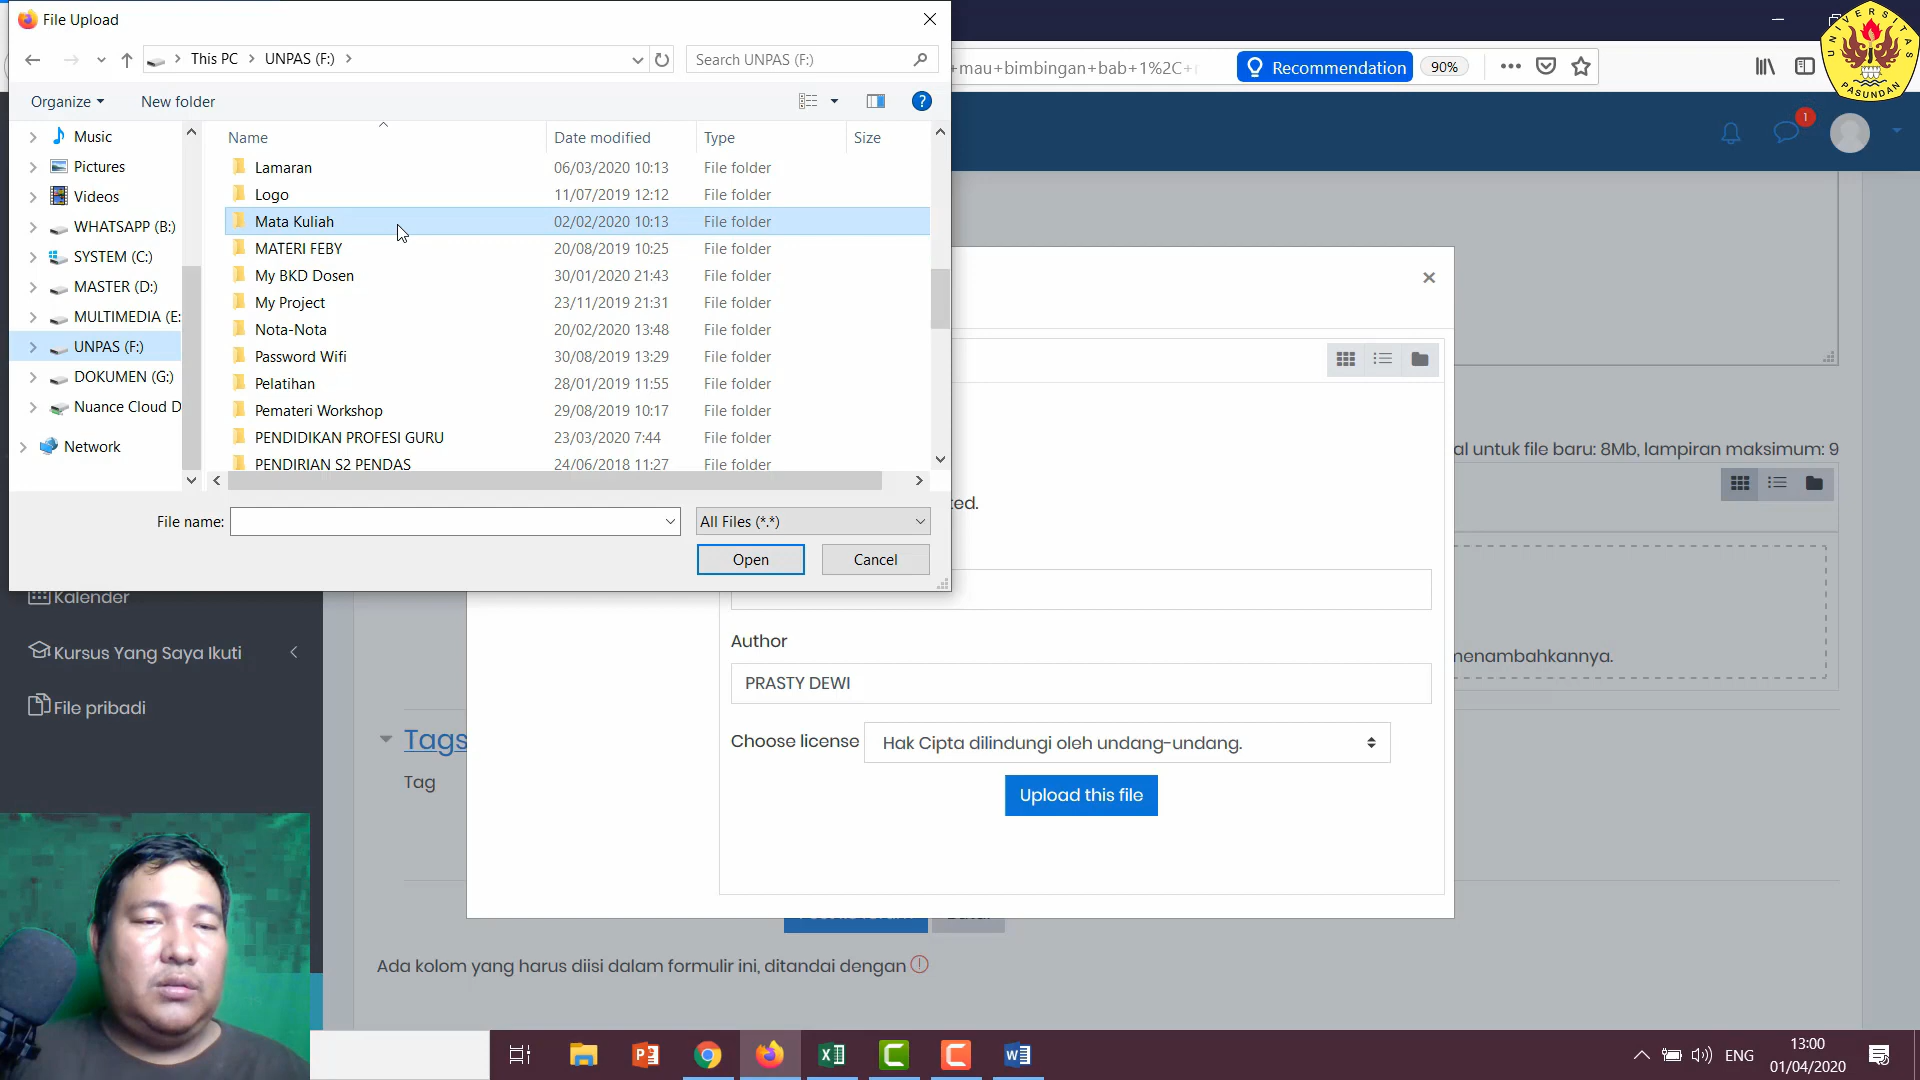 File Upload
This PC > UNPAS (F:) >
Search UNPAS (F:)
mau+bimbingan+bab+1%2C+
Recommendation
90%
UNIVERSITAS PASUNDAN
Organize
New folder
1
Name
Date modified
Type
Size
Music
Pictures
Videos
WHATSAPP (B:)
SYSTEM (C:)
MASTER (D:)
MULTIMEDIA (E:
UNPAS (F:)
DOKUMEN (G:)
Nuance Cloud D
Network
Lamaran 06/03/2020 10:13 File folder
Logo 11/07/2019 12:12 File folder
Mata Kuliah 02/02/2020 10:13 File folder
MATERI FEBY 20/08/2019 10:25 File folder
My BKD Dosen 30/01/2020 21:43 File folder
My Project 23/11/2019 21:31 File folder
Nota-Nota 20/02/2020 13:48 File folder
Password Wifi 30/08/2019 13:29 File folder
Pelatihan 28/01/2019 11:55 File folder
Pemateri Workshop 29/08/2019 10:17 File folder
PENDIDIKAN PROFESI GURU 23/03/2020 7:44 File folder
PENDIRIAN S2 PENDAS 24/06/2018 11:27 File folder
File name:
All Files (*.*)
Open
Cancel
al untuk file baru: 8Mb, lampiran maksimum: 9
ted.
menambahkannya.
Kalender
Kursus Yang Saya Ikuti
File pribadi
Author
PRASTY DEWI
Choose license
Hak Cipta dilindungi oleh undang-undang.
Upload this file
Tags
Tag
Ada kolom yang harus diisi dalam formulir ini, ditandai dengan
ENG
13:00
01/04/2020